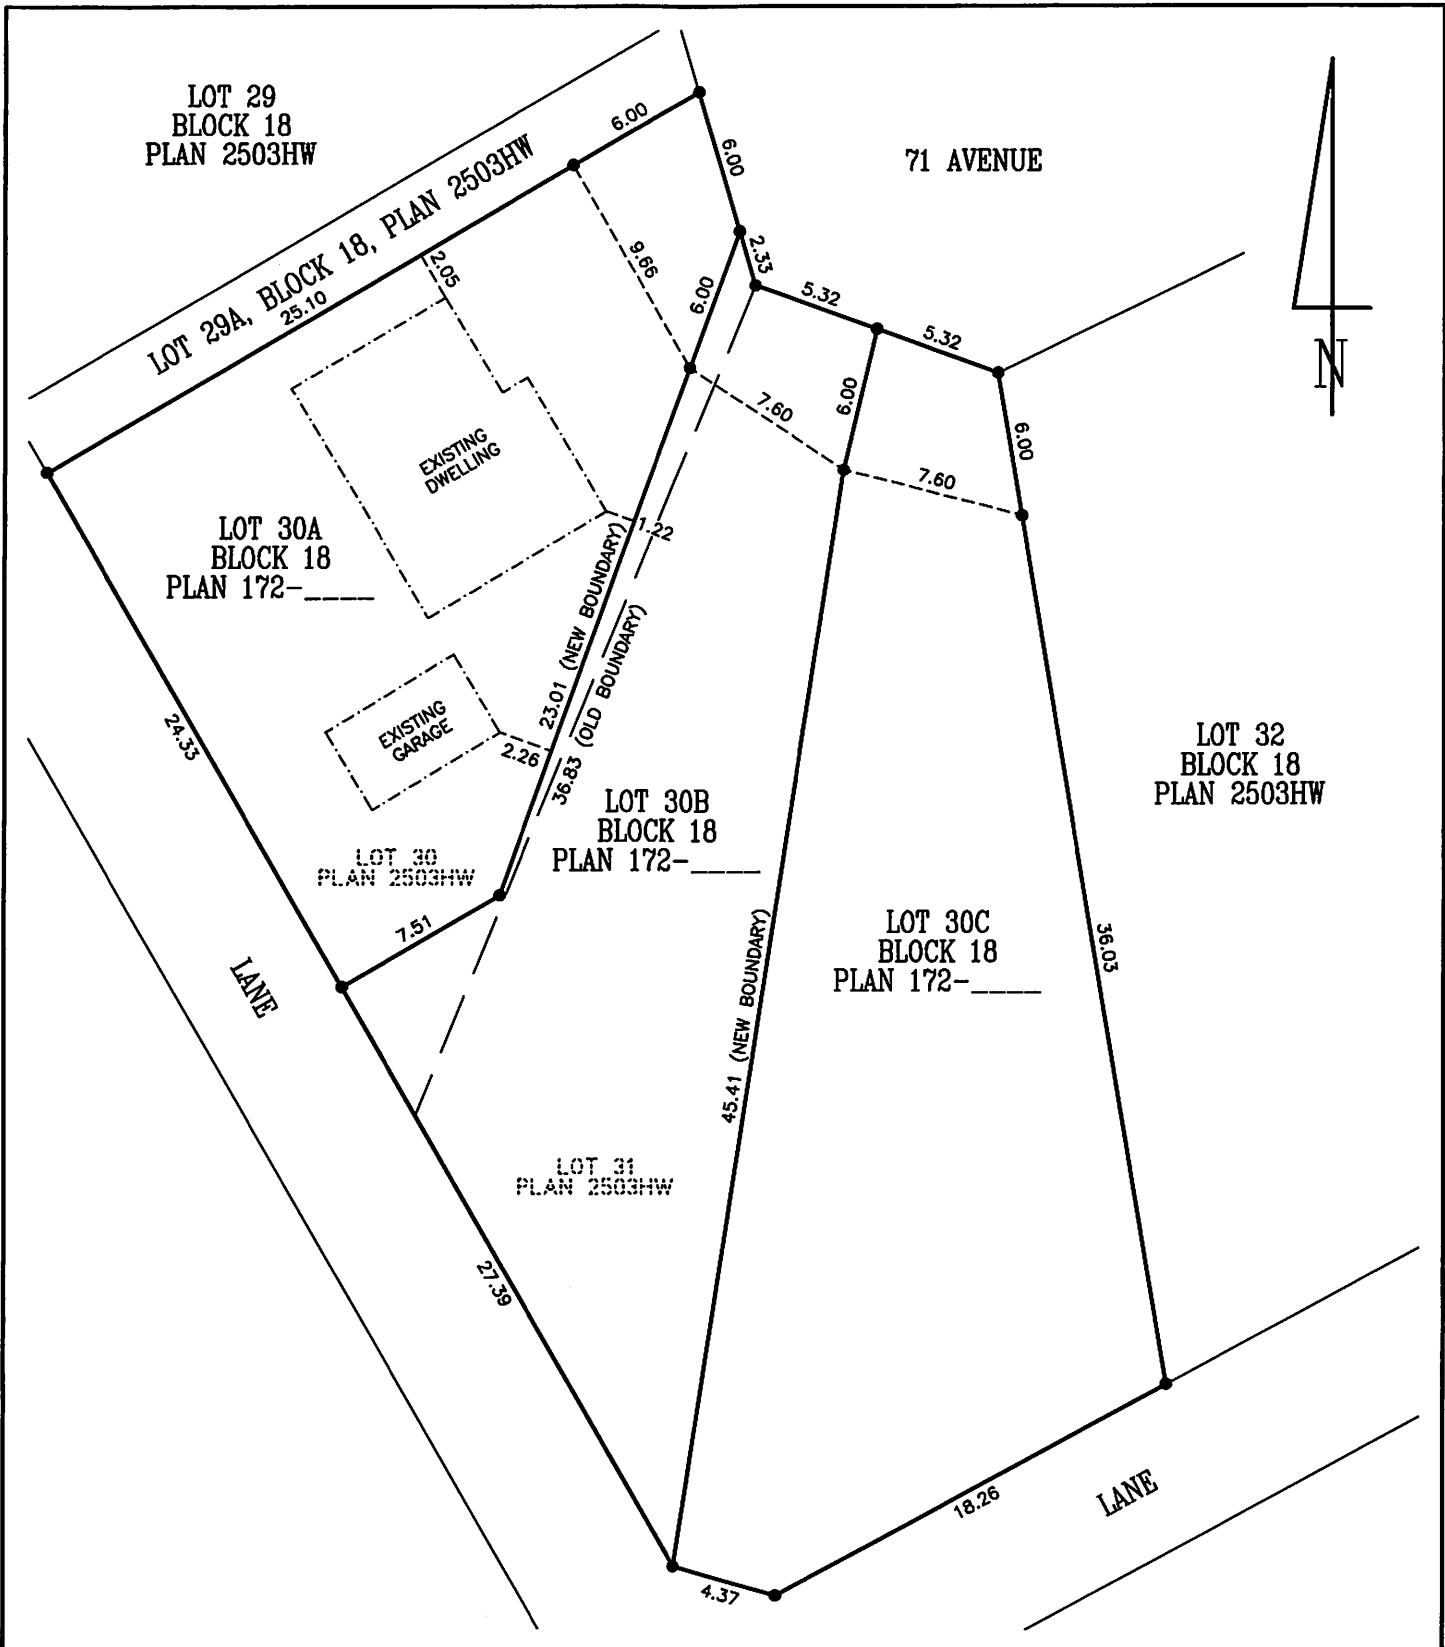 LOT 29
BLOCK 18
PLAN 2503HW
LOT 29A, BLOCK 18, PLAN 2503HW
6.00
25.10
6.00
71 AVENUE
2.33
9.66
2.05
6.00
5.32
5.32
N
7.60
6.00
6.00
7.60
EXISTING
DWELLING
1.22
LOT 30A
BLOCK 18
PLAN 172-____
23.01 (NEW BOUNDARY)
36.83 (OLD BOUNDARY)
EXISTING
GARAGE
2.26
24.33
LOT 32
BLOCK 18
PLAN 2503HW
LOT 30B
BLOCK 18
PLAN 172-____
LOT 30
PLAN 2503HW
7.51
LOT 30C
BLOCK 18
PLAN 172-____
36.03
LANE
45.41 (NEW BOUNDARY)
LOT 31
PLAN 2503HW
27.39
18.26
LANE
4.37